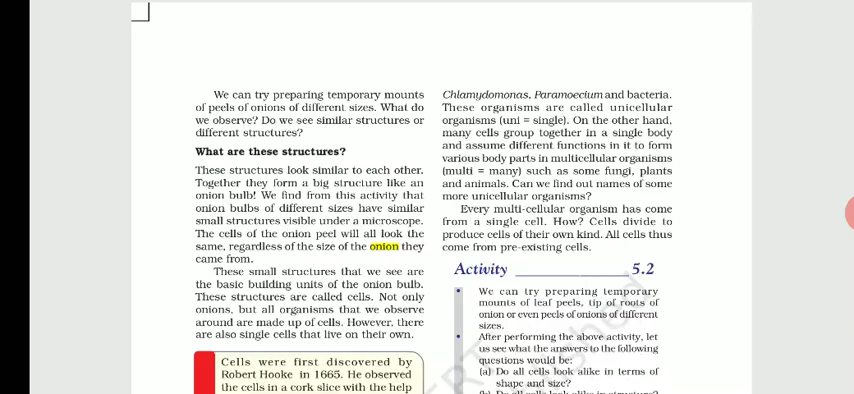 We can try preparing temporary mounts
of peels of onions of different sizes. What do
we observe? Do we see similar structures or
different structures?
What are these structures?
These structures look similar to each other.
Together they form a big structure like an
onion bulb! We find from this activity that
onion bulbs of different sizes have similar
small structures visible under a microscope.
The cells of the onion peel will all look the
same, regardless of the size of the onion they
came from.
These small structures that we see are
the basic building units of the onion bulb.
These structures are called cells. Not only
onions, but all organisms that we observe
around are made up of cells. However, there
are also single cells that live on their own.
Cells were first discovered by
Robert Hooke in 1665. He observed
the cells in a cork slice with the help
Chlamydomonas, Paramoecium and bacteria.
These organisms are called unicellular
organisms (uni = single). On the other hand,
many cells group together in a single body
and assume different functions in it to form
various body parts in multicellular organisms
(multi = many) such as some fungi, plants
and animals. Can we find out names of some
more unicellular organisms?
Every multi-cellular organism has come
from a single cell. How? Cells divide to
produce cells of their own kind. All cells thus
come from pre-existing cells.
Activity ______________ 5.2
• We can try preparing temporary
mounts of leaf peels, tip of roots of
onion or even peels of onions of different
sizes.
• After performing the above activity, let
us see what the answers to the following
questions would be:
(a) Do all cells look alike in terms of
shape and size?
(b) Do all cells look alike in structure?